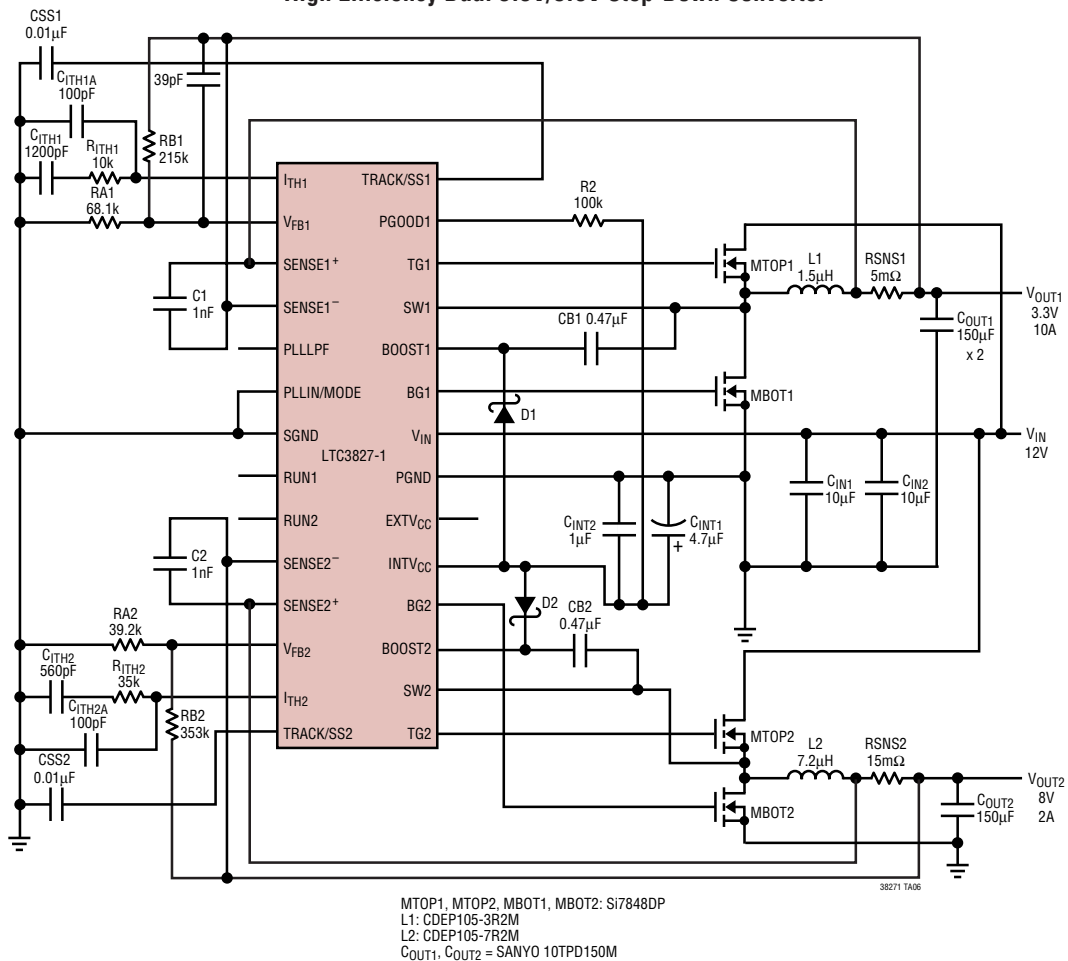 High Efficiency Dual 3.3V/8.5V Step-Down Converter
CSS1
0.01μF
CITH1A
100pF
CITH1
1200pF
RITH1
10k
RA1
68.1k
39pF
RB1
215k
C1
1nF
C2
1nF
RA2
39.2k
CITH2
560pF
RITH2
35k
CITH2A
100pF
CSS2
0.01μF
RB2
353k
ITH1
VFB1
SENSE1+
SENSE1–
PLLLPF
PLLIN/MODE
SGND
LTC3827-1
RUN1
RUN2
SENSE2–
SENSE2+
VFB2
ITH2
TRACK/SS2
TRACK/SS1
PGOOD1
TG1
SW1
BOOST1
BG1
VIN
PGND
EXTVCC
INTVCC
BG2
BOOST2
SW2
TG2
R2
100k
CB1 0.47μF
D1
D2
CB2
0.47μF
CINT2
1μF
CINT1
4.7μF
+
MTOP1
MBOT1
L1
1.5μH
RSNS1
5mΩ
COUT1
150μF
x 2
VOUT1
3.3V
10A
VIN
12V
CIN1
10μF
CIN2
10μF
MTOP2
MBOT2
L2
7.2μH
RSNS2
15mΩ
COUT2
150μF
VOUT2
8V
2A
38271 TA06
MTOP1, MTOP2, MBOT1, MBOT2: Si7848DP
L1: CDEP105-3R2M
L2: CDEP105-7R2M
COUT1, COUT2 = SANYO 10TPD150M